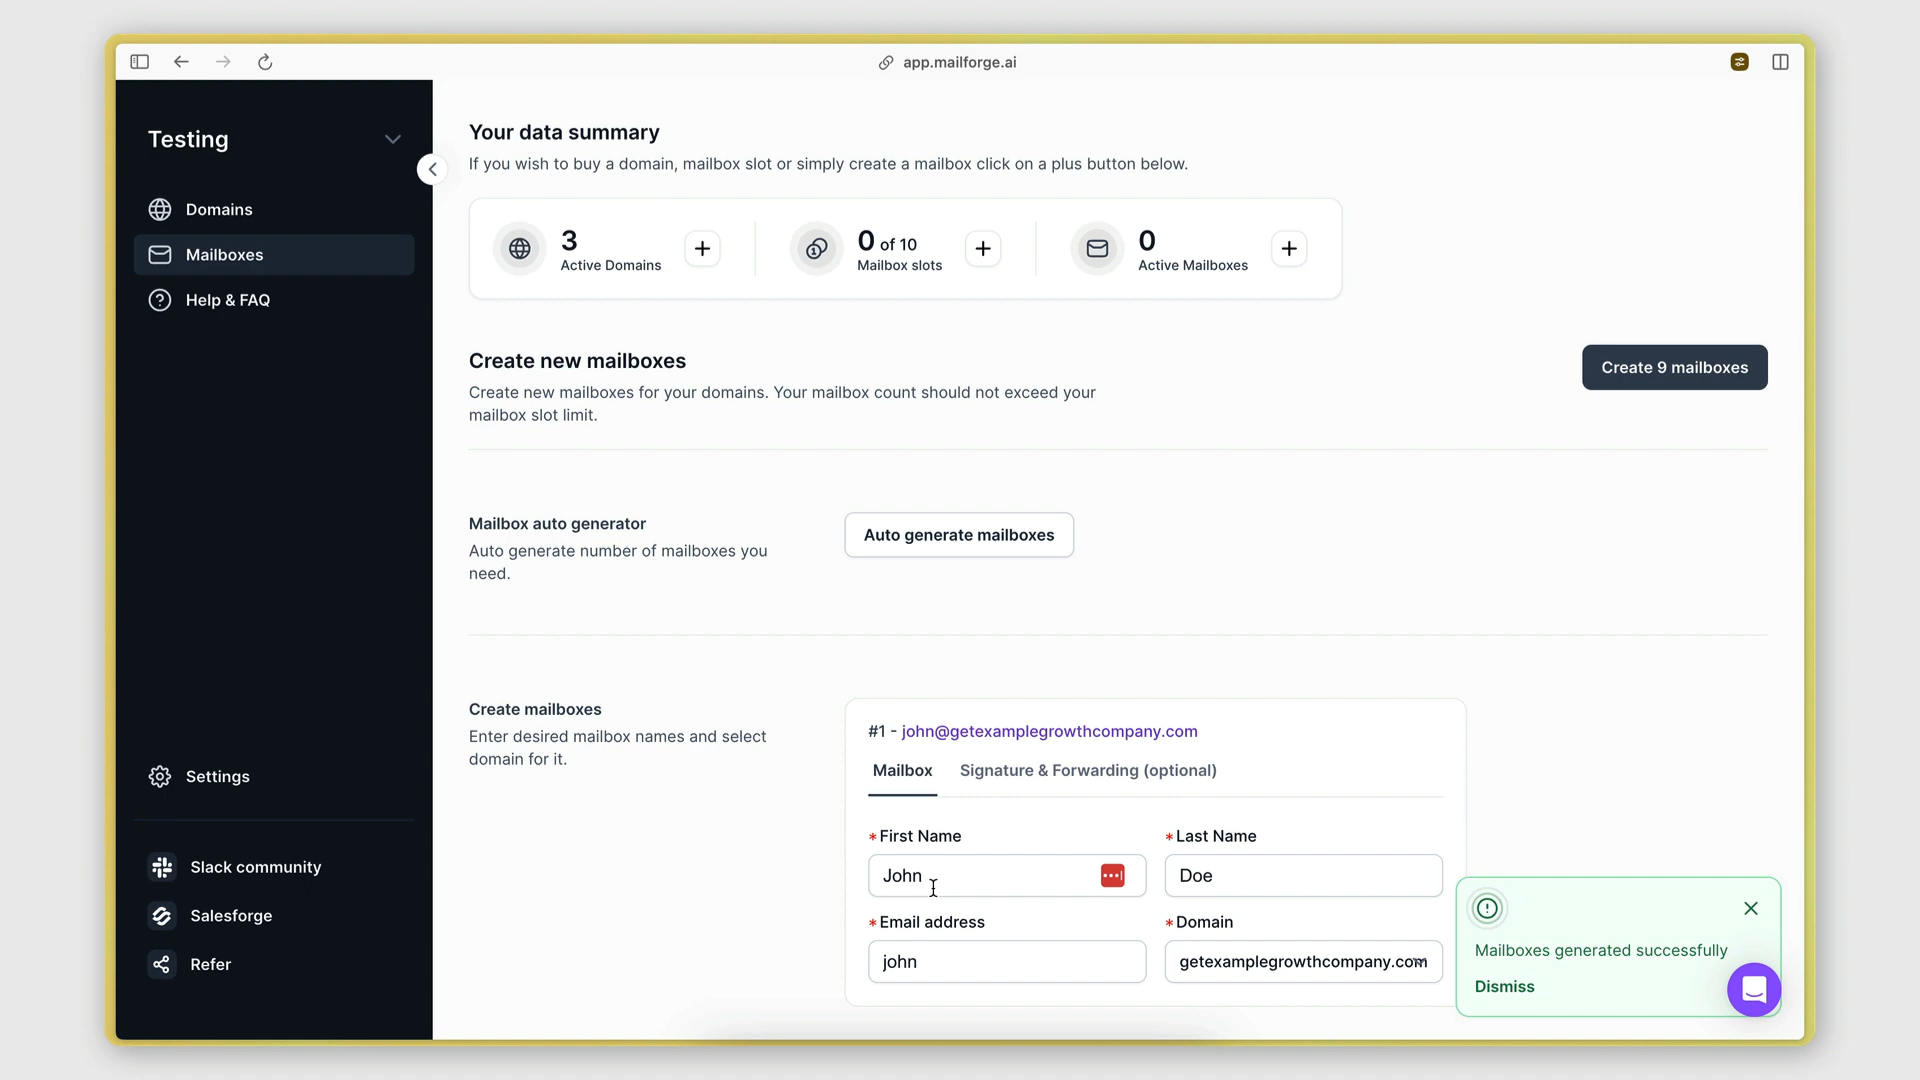 app.mailforge.ai
Testing
Domains
Mailboxes
Help & FAQ
Settings
Slack community
Salesforge
Refer
Your data summary
If you wish to buy a domain, mailbox slot or simply create a mailbox click on a plus button below.
3
Active Domains
0 of 10
Mailbox slots
0
Active Mailboxes
Create new mailboxes
Create new mailboxes for your domains. Your mailbox count should not exceed your
mailbox slot limit.
Create 9 mailboxes
Mailbox auto generator
Auto generate number of mailboxes you
need.
Auto generate mailboxes
Create mailboxes
Enter desired mailbox names and select
domain for it.
#1 - john@getexamplegrowthcompany.com
Mailbox Signature & Forwarding (optional)
* First Name * Last Name
John Doe
* Email address * Domain
john getexamplegrowthcompany.com
Mailboxes generated successfully
Dismiss